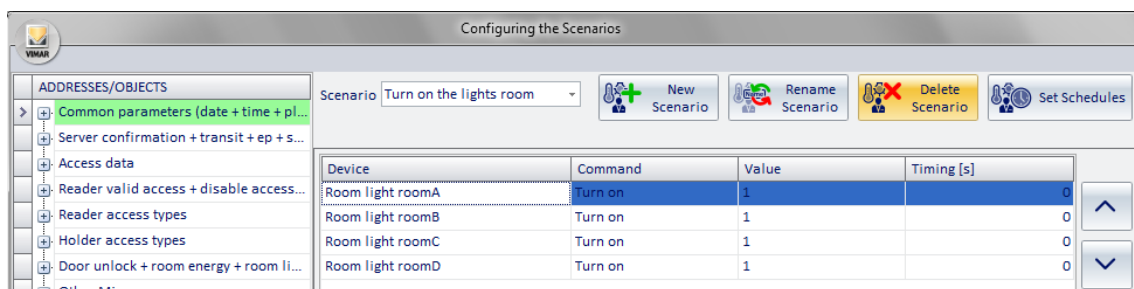 Configuring the Scenarios
VIMAR
ADDRESSES/OBJECTS
Common parameters (date + time + pl...
Server confirmation + transit + ep + s...
Access data
Reader valid access + disable access...
Reader access types
Holder access types
Door unlock + room energy + room li...
Scenario Turn on the lights room
New Scenario
Rename Scenario
Delete Scenario
Set Schedules
Device Command Value Timing [s]
Room light roomA Turn on 1 0
Room light roomB Turn on 1 0
Room light roomC Turn on 1 0
Room light roomD Turn on 1 0